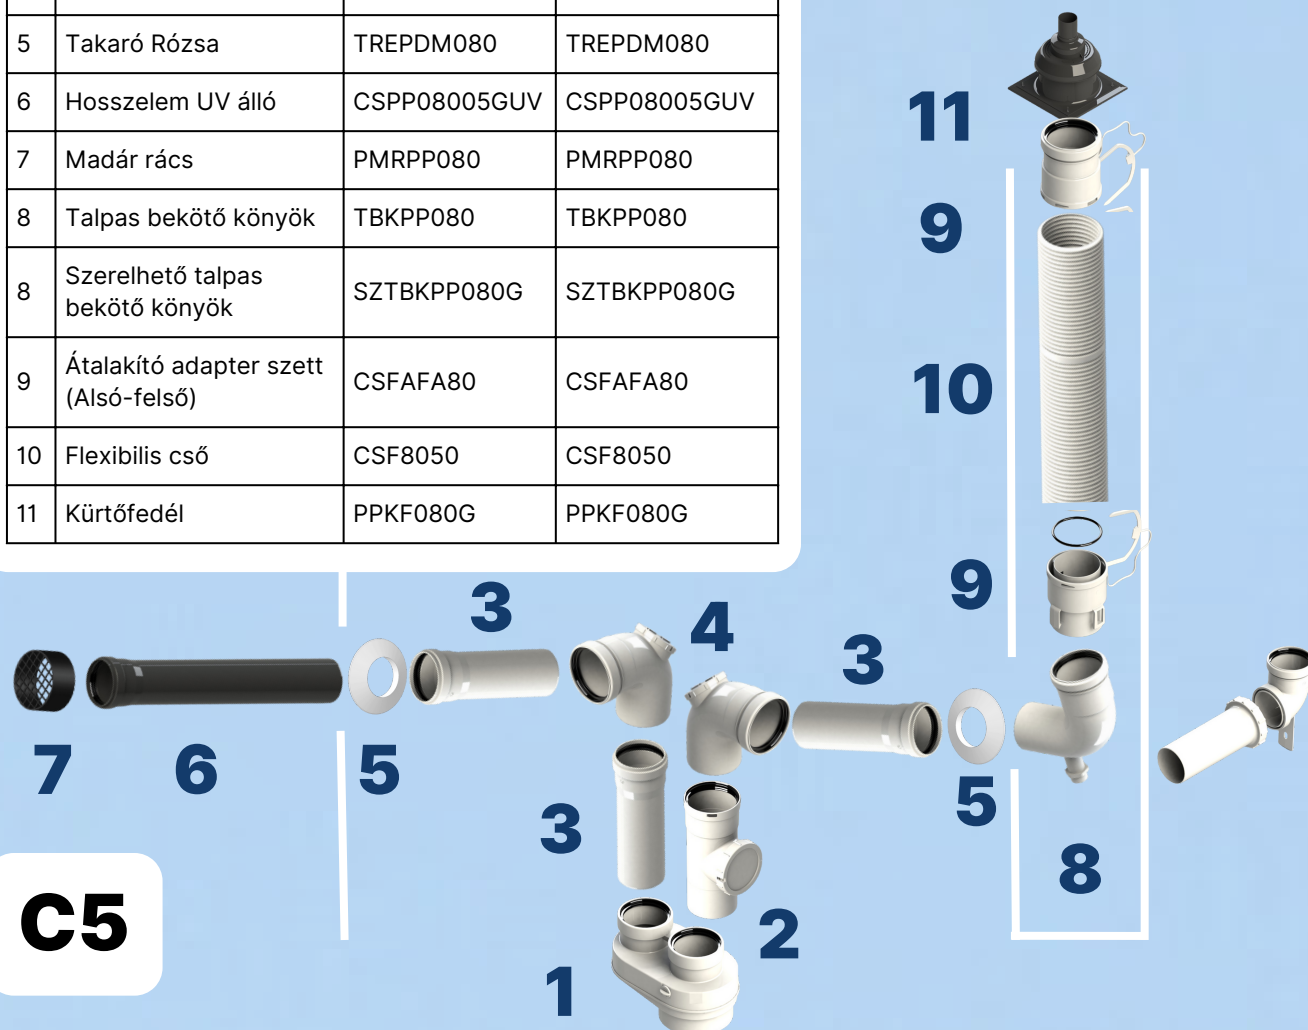 5 Takaró Rózsa TREPDM080 TREPDM080
6 Hosszelem UV álló CSPP08005GUV CSPP08005GUV
7 Madár rács PMRPP080 PMRPP080
8 Talpas bekötő könyök TBKPP080 TBKPP080
8 Szerelhető talpas
bekötő könyök SZTBKPP080G SZTBKPP080G
9 Átalakító adapter szett
(Alsó-felső) CSFAFA80 CSFAFA80
10 Flexibilis cső CSF8050 CSF8050
11 Kürtőfedél PPKF080G PPKF080G
11
9
10
9
3
4
3
7
6
5
5
3
8
2
1
C5